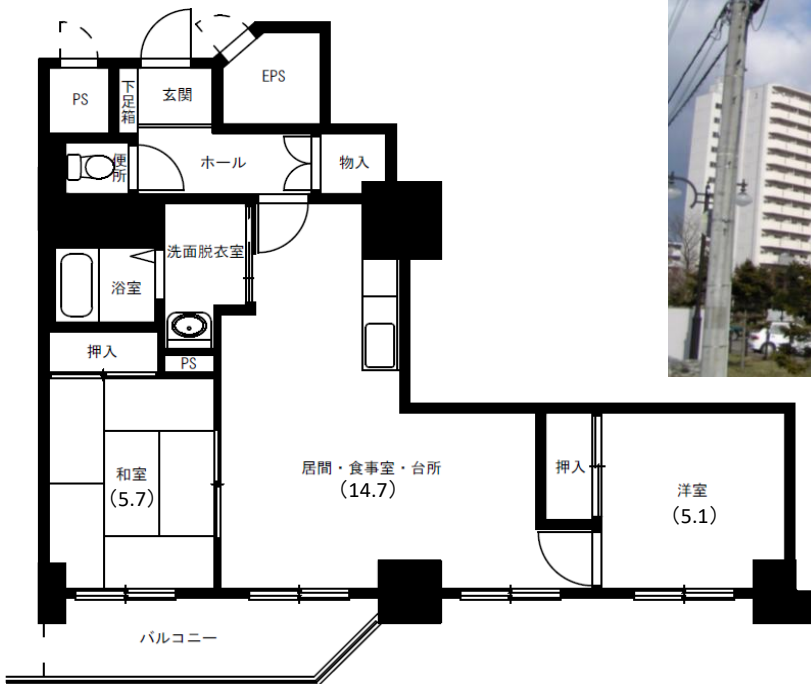 EPS
PS
下足箱
玄関
便所
ホール
物入
洗面脱衣室
浴室
押入
PS
和室
(5.7)
居間・食事室・台所
(14.7)
押入
洋室
(5.1)
バルコニー